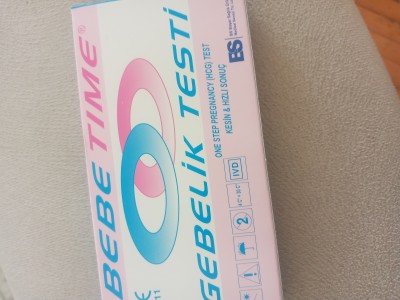 BEBE TIME®
GEBELİK TESTİ
ONE STEP PREGNANCY (HCG) TEST
KESİN & HIZLI SONUÇ
BS
IVD
2